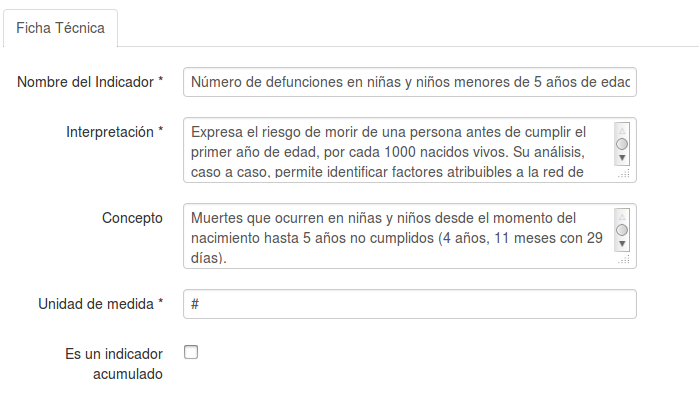 Ficha Técnica
Nombre del Indicador *
Número de defunciones en niñas y niños menores de 5 años de edad
Interpretación *
Expresa el riesgo de morir de una persona antes de cumplir el
primer año de edad, por cada 1000 nacidos vivos. Su análisis,
caso a caso, permite identificar factores atribuibles a la red de
Concepto
Muertes que ocurren en niñas y niños desde el momento del
nacimiento hasta 5 años no cumplidos (4 años, 11 meses con 29
días).
Unidad de medida *
#
Es un indicador
acumulado